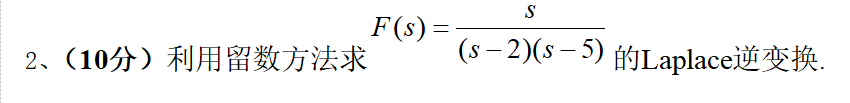 2、（10分）利用留数方法求 F(s) = s / ((s − 2)(s − 5)) 的Laplace逆变换.